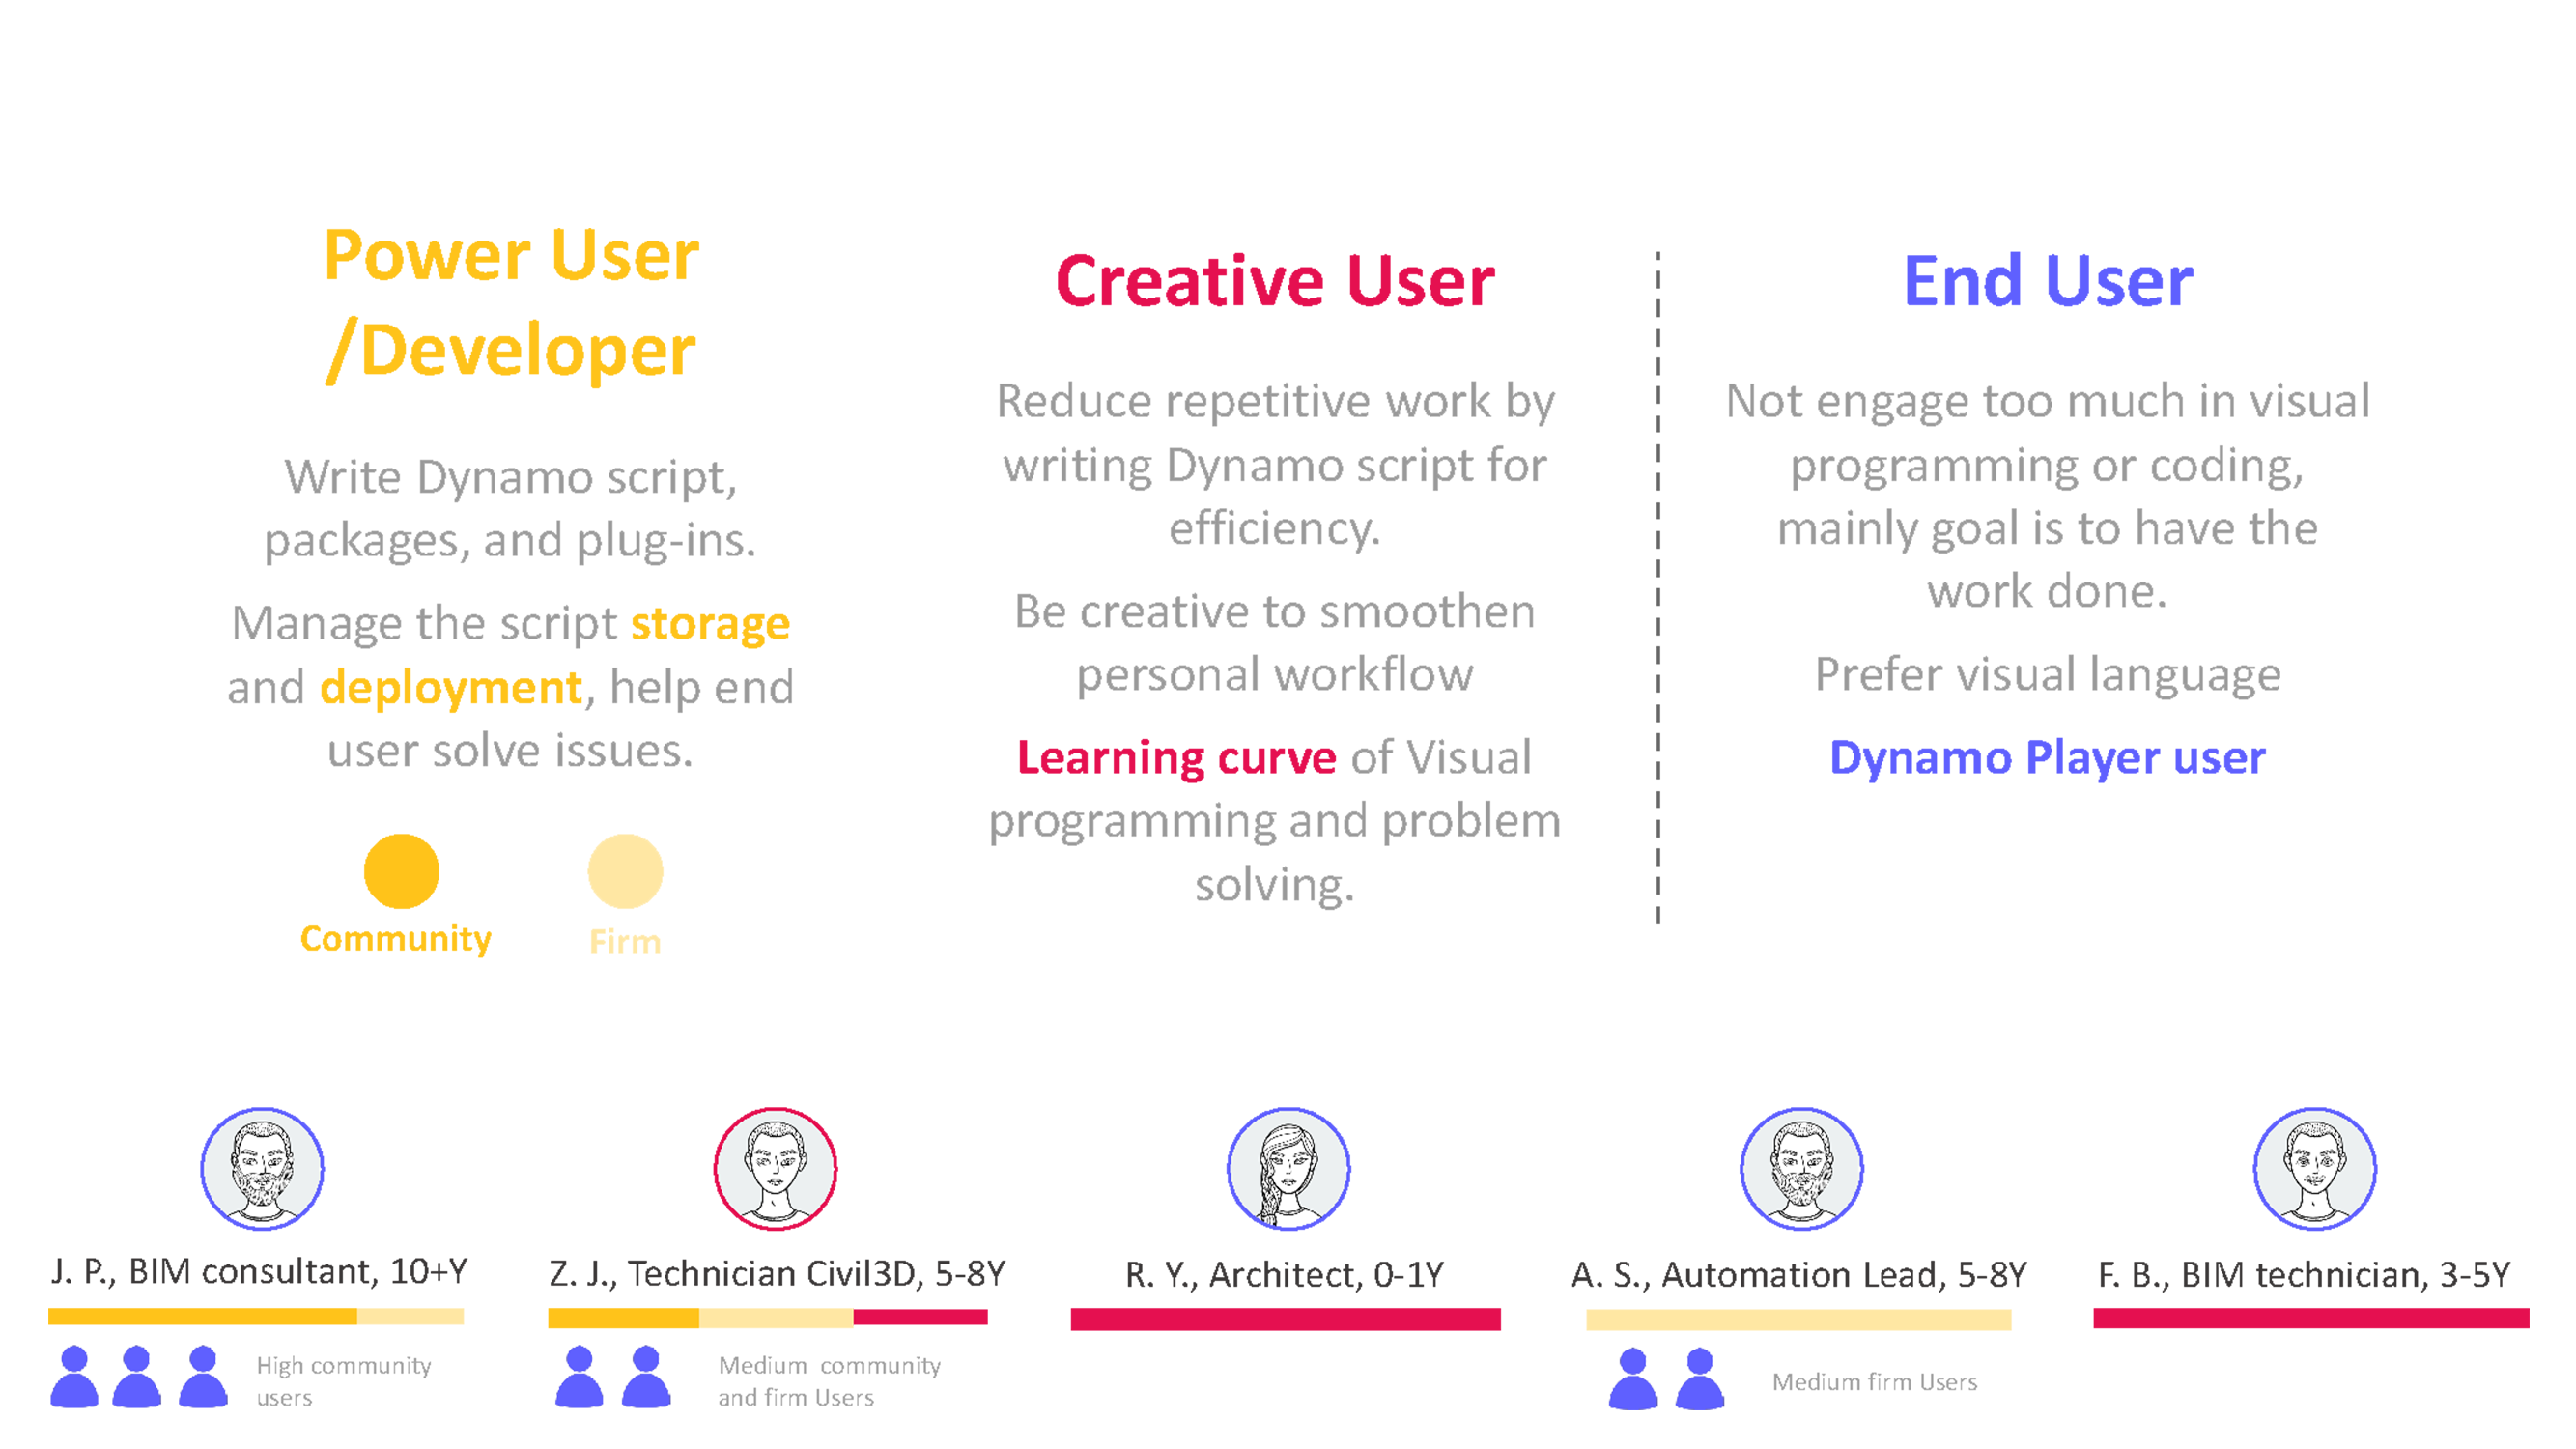 Power User
/Developer
Write Dynamo script,
packages, and plug-ins.
Manage the script storage
and deployment, help end
user solve issues.
Community
Firm
Creative User
Reduce repetitive work by
writing Dynamo script for
efficiency.
Be creative to smoothen
personal workflow
Learning curve of Visual
programming and problem
solving.
End User
Not engage too much in visual
programming or coding,
mainly goal is to have the
work done.
Prefer visual language
Dynamo Player user
J. P., BIM consultant, 10+Y
High community
users
Z. J., Technician Civil3D, 5-8Y
Medium community
and firm Users
R. Y., Architect, 0-1Y
A. S., Automation Lead, 5-8Y
Medium firm Users
F. B., BIM technician, 3-5Y